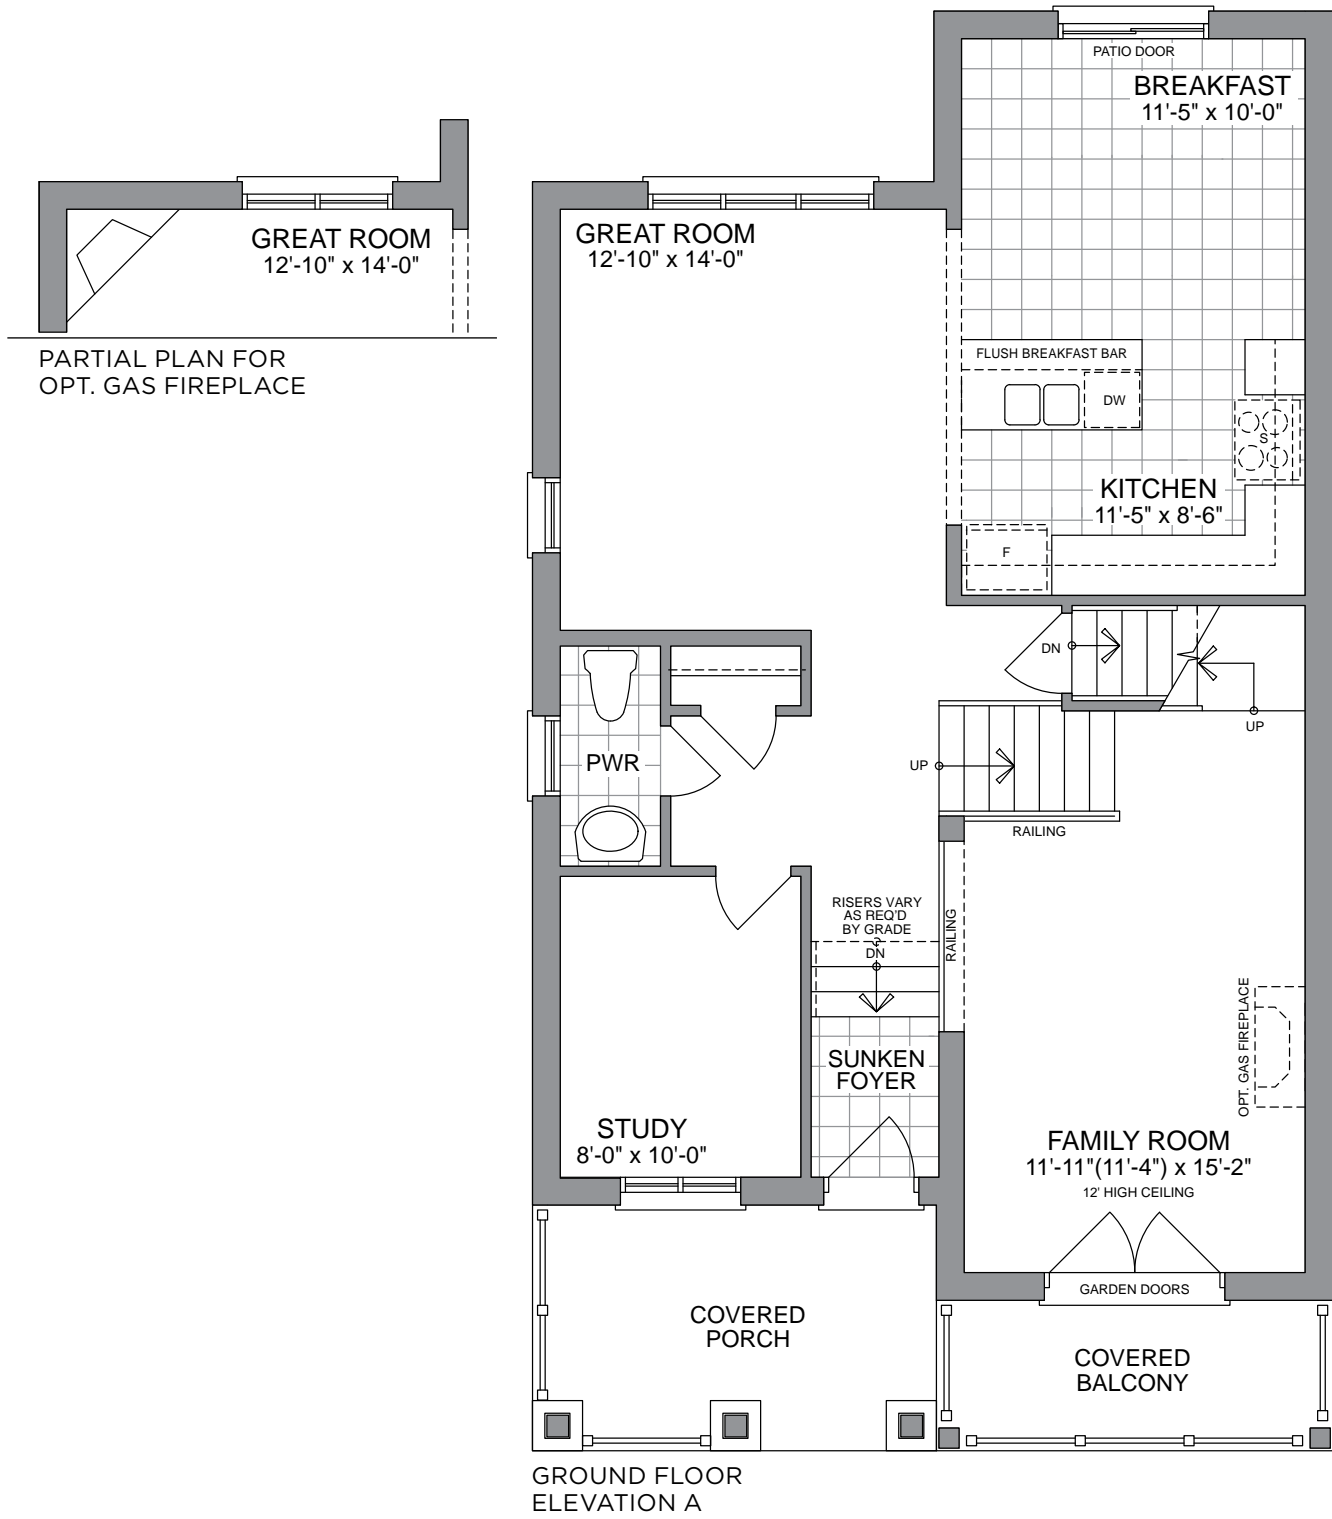 PATIO DOOR
BREAKFAST
11'-5" x 10'-0"
GREAT ROOM
12'-10" x 14'-0"
PARTIAL PLAN FOR
OPT. GAS FIREPLACE
GREAT ROOM
12'-10" x 14'-0"
FLUSH BREAKFAST BAR
DW
S
KITCHEN
11'-5" x 8'-6"
F
DN
UP
PWR
UP
RAILING
RISERS VARY
AS REQ'D
BY GRADE
DN
RAILING
SUNKEN
FOYER
OPT. GAS FIREPLACE
STUDY
8'-0" x 10'-0"
FAMILY ROOM
11'-11"(11'-4") x 15'-2"
12' HIGH CEILING
GARDEN DOORS
COVERED
PORCH
COVERED
BALCONY
GROUND FLOOR
ELEVATION A